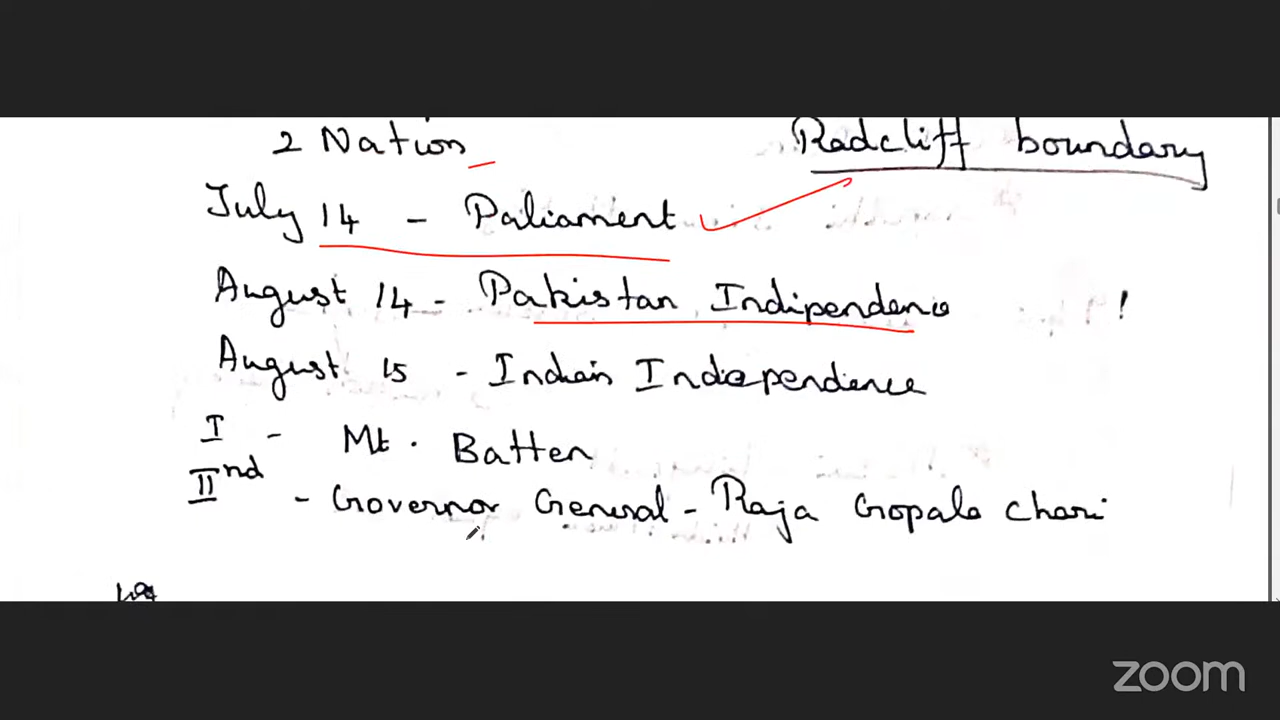 2 Nation Radcliff boundary
July 14 - Paliament
August 14 - Pakistan Indipendence !
August 15 - Indian Independence
I - Mt. Batten
IInd - Governor General - Raja Gopala chari
zoom